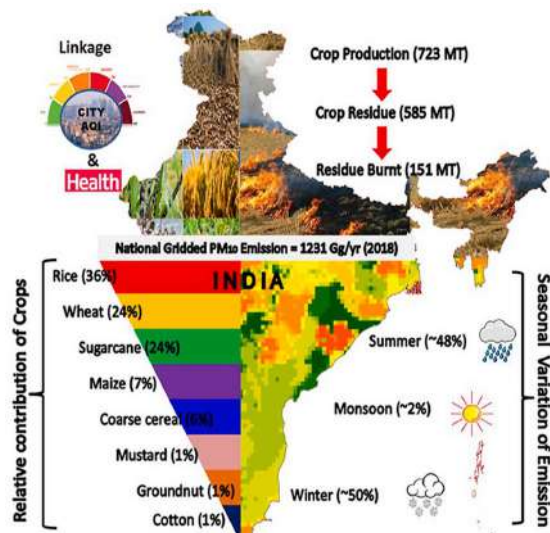 Linkage
CITY
AQI
&
Health
Crop Production (723 MT)
Crop Residue (585 MT)
Residue Burnt (151 MT)
National Gridded PM₁₀ Emission = 1231 Gg/yr (2018)
INDIA
Relative contribution of Crops
Rice (36%)
Wheat (24%)
Sugarcane (24%)
Maize (7%)
Coarse cereal (6%)
Mustard (1%)
Groundnut (1%)
Cotton (1%)
Summer (~48%)
Monsoon (~2%)
Winter (~50%)
Seasonal Variation of Emission